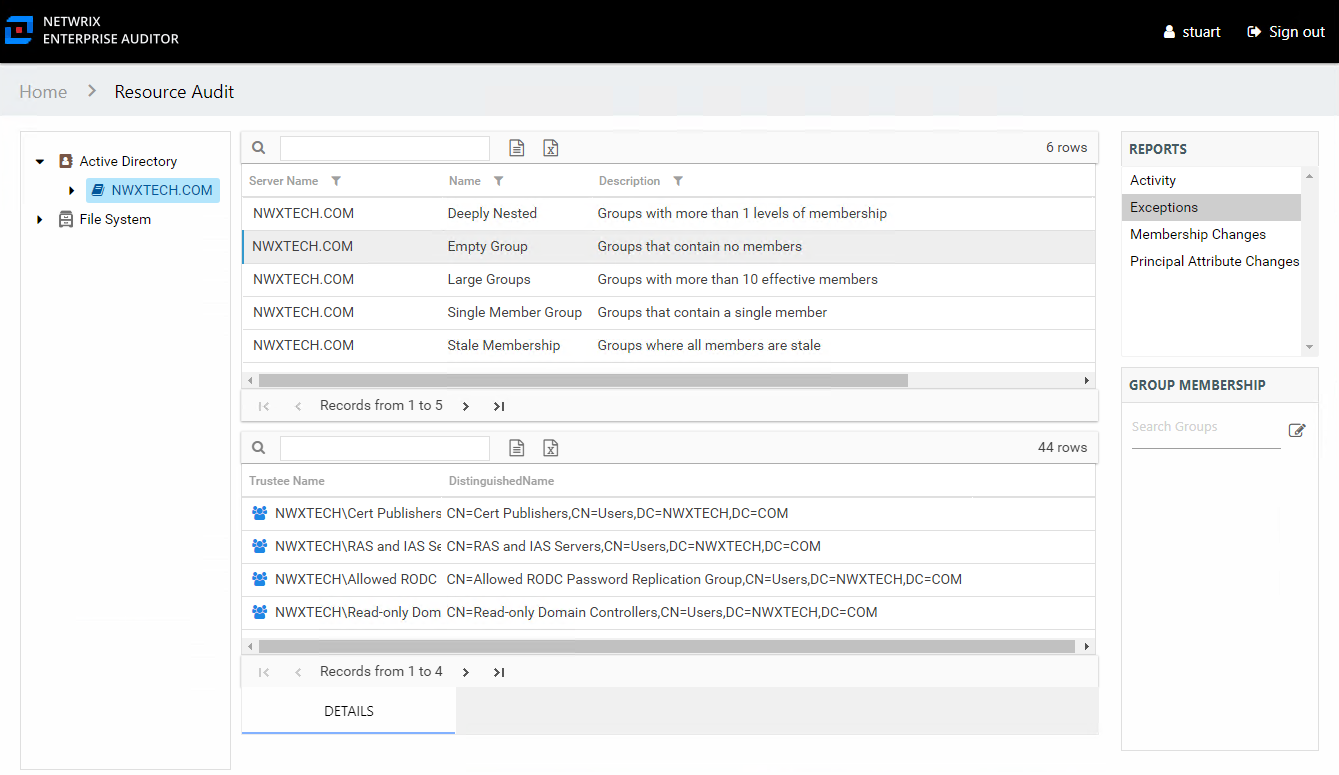 NETWRIX
ENTERPRISE AUDITOR
stuart Sign out
Home Resource Audit
Active Directory
NWXTECH.COM
File System
6 rows
Server Name Name Description
NWXTECH.COM Deeply Nested Groups with more than 1 levels of membership
NWXTECH.COM Empty Group Groups that contain no members
NWXTECH.COM Large Groups Groups with more than 10 effective members
NWXTECH.COM Single Member Group Groups that contain a single member
NWXTECH.COM Stale Membership Groups where all members are stale
Records from 1 to 5
44 rows
Trustee Name DistinguishedName
NWXTECH\Cert Publishers CN=Cert Publishers,CN=Users,DC=NWXTECH,DC=COM
NWXTECH\RAS and IAS Se CN=RAS and IAS Servers,CN=Users,DC=NWXTECH,DC=COM
NWXTECH\Allowed RODC CN=Allowed RODC Password Replication Group,CN=Users,DC=NWXTECH,DC=COM
NWXTECH\Read-only Dom CN=Read-only Domain Controllers,CN=Users,DC=NWXTECH,DC=COM
Records from 1 to 4
DETAILS
REPORTS
Activity
Exceptions
Membership Changes
Principal Attribute Changes
GROUP MEMBERSHIP
Search Groups